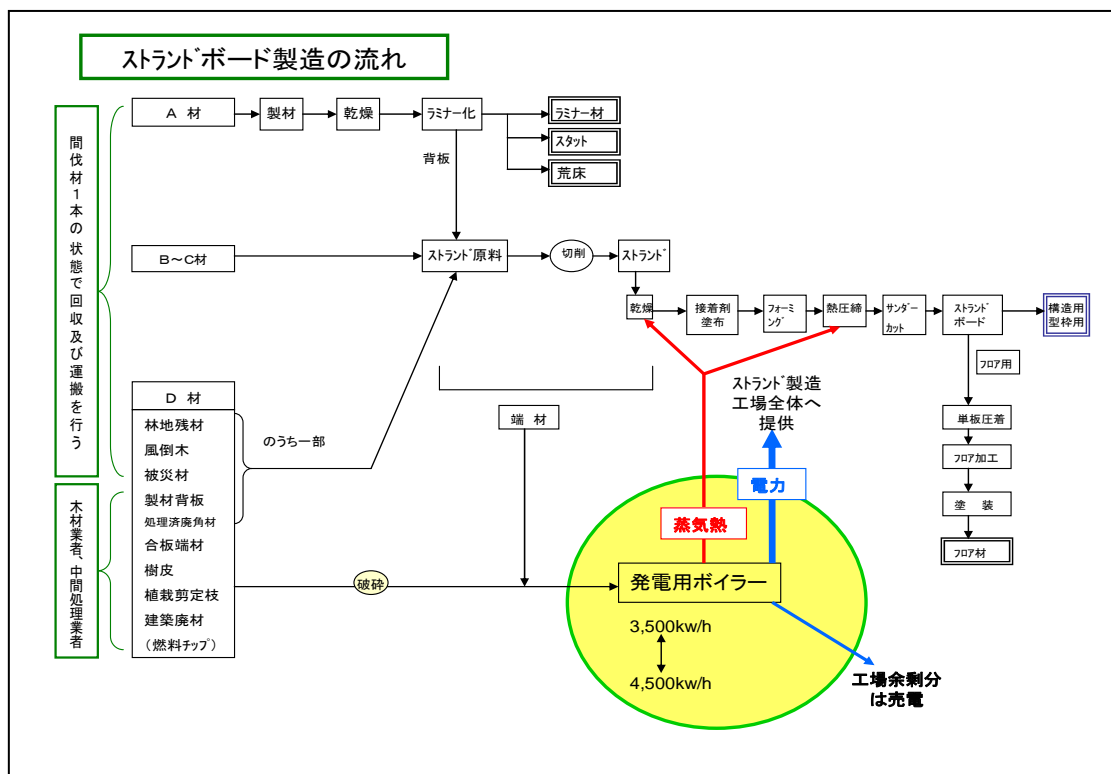 ｽﾄﾗﾝﾄﾞボード製造の流れ
間伐材１本の状態で回収及び運搬を行う
Ａ 材
製材
乾燥
ﾗﾐﾅｰ化
ﾗﾐﾅｰ材
スタット
荒床
背板
Ｂ～Ｃ材
ｽﾄﾗﾝﾄﾞ原料
切削
ｽﾄﾗﾝﾄﾞ
乾燥
接着剤
塗布
ﾌｫｰﾐ
ﾝｸﾞ
熱圧締
ｻﾝﾀﾞｰ
ｶｯﾄ
ｽﾄﾗﾝﾄﾞ
ボード
構造用
型枠用
ﾌﾛｱ用
単板圧着
ﾌﾛｱ加工
塗 装
ﾌﾛｱ材
Ｄ 材
林地残材
風倒木
被災材
製材背板
処理済廃角材
合板端材
樹皮
植栽剪定枝
建築廃材
（燃料チップ）
のうち一部
木材業者、中間処理業者
破砕
端 材
ｽﾄﾗﾝﾄﾞ製造
工場全体へ
提供
電力
蒸気熱
発電用ボイラー
3,500kw/h
4,500kw/h
工場余剰分
は売電